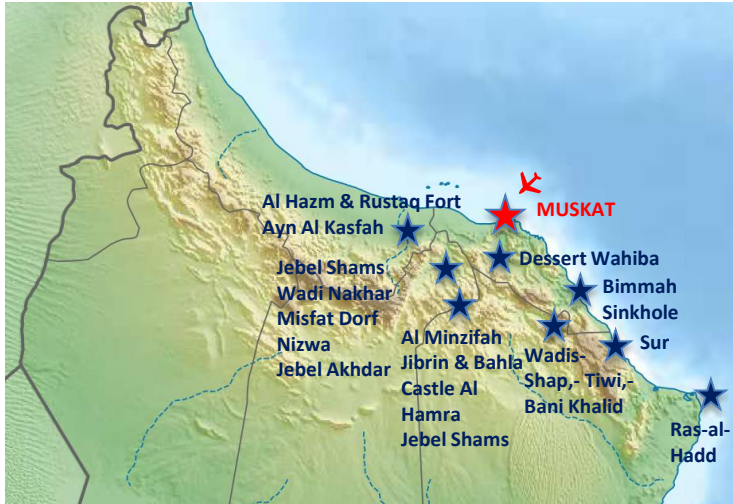 Al Hazm & Rustaq Fort
Ayn Al Kasfah
MUSKAT
Jebel Shams
Wadi Nakhar
Misfat Dorf
Nizwa
Jebel Akhdar
Dessert Wahiba
Bimmah
Sinkhole
Al Minzifah
Jibrin & Bahla
Castle Al
Hamra
Jebel Shams
Wadis-
Shap,- Tiwi,-
Bani Khalid
Sur
Ras-al-
Hadd